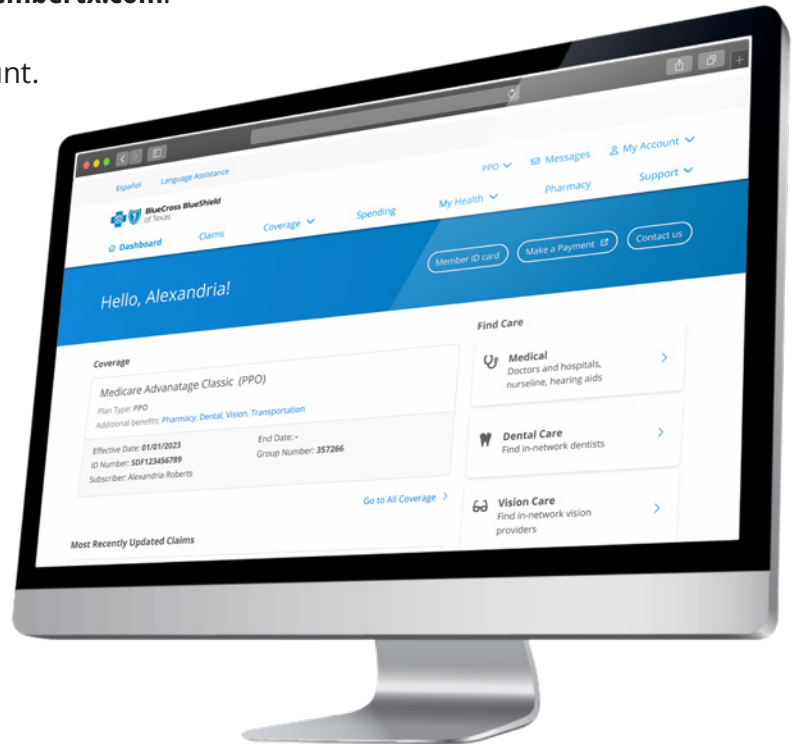 embertx.com.
unt.
Español Language Assistance
PPO Messages My Account
BlueCross BlueShield
of Texas
Dashboard Claims Coverage Spending My Health Pharmacy Support
Hello, Alexandria!
Member ID card Make a Payment Contact us
Coverage
Medicare Advanatage Classic (PPO)
Plan Type: PPO
Additional benefits: Pharmacy, Dental, Vision, Transportation
Effective Date: 01/01/2023 End Date: -
ID Number: SDF123456789 Group Number: 357266
Subscriber: Alexandria Roberts
Go to All Coverage
Most Recently Updated Claims
Find Care
Medical
Doctors and hospitals,
nurseline, hearing aids
Dental Care
Find in-network dentists
Vision Care
Find in-network vision
providers